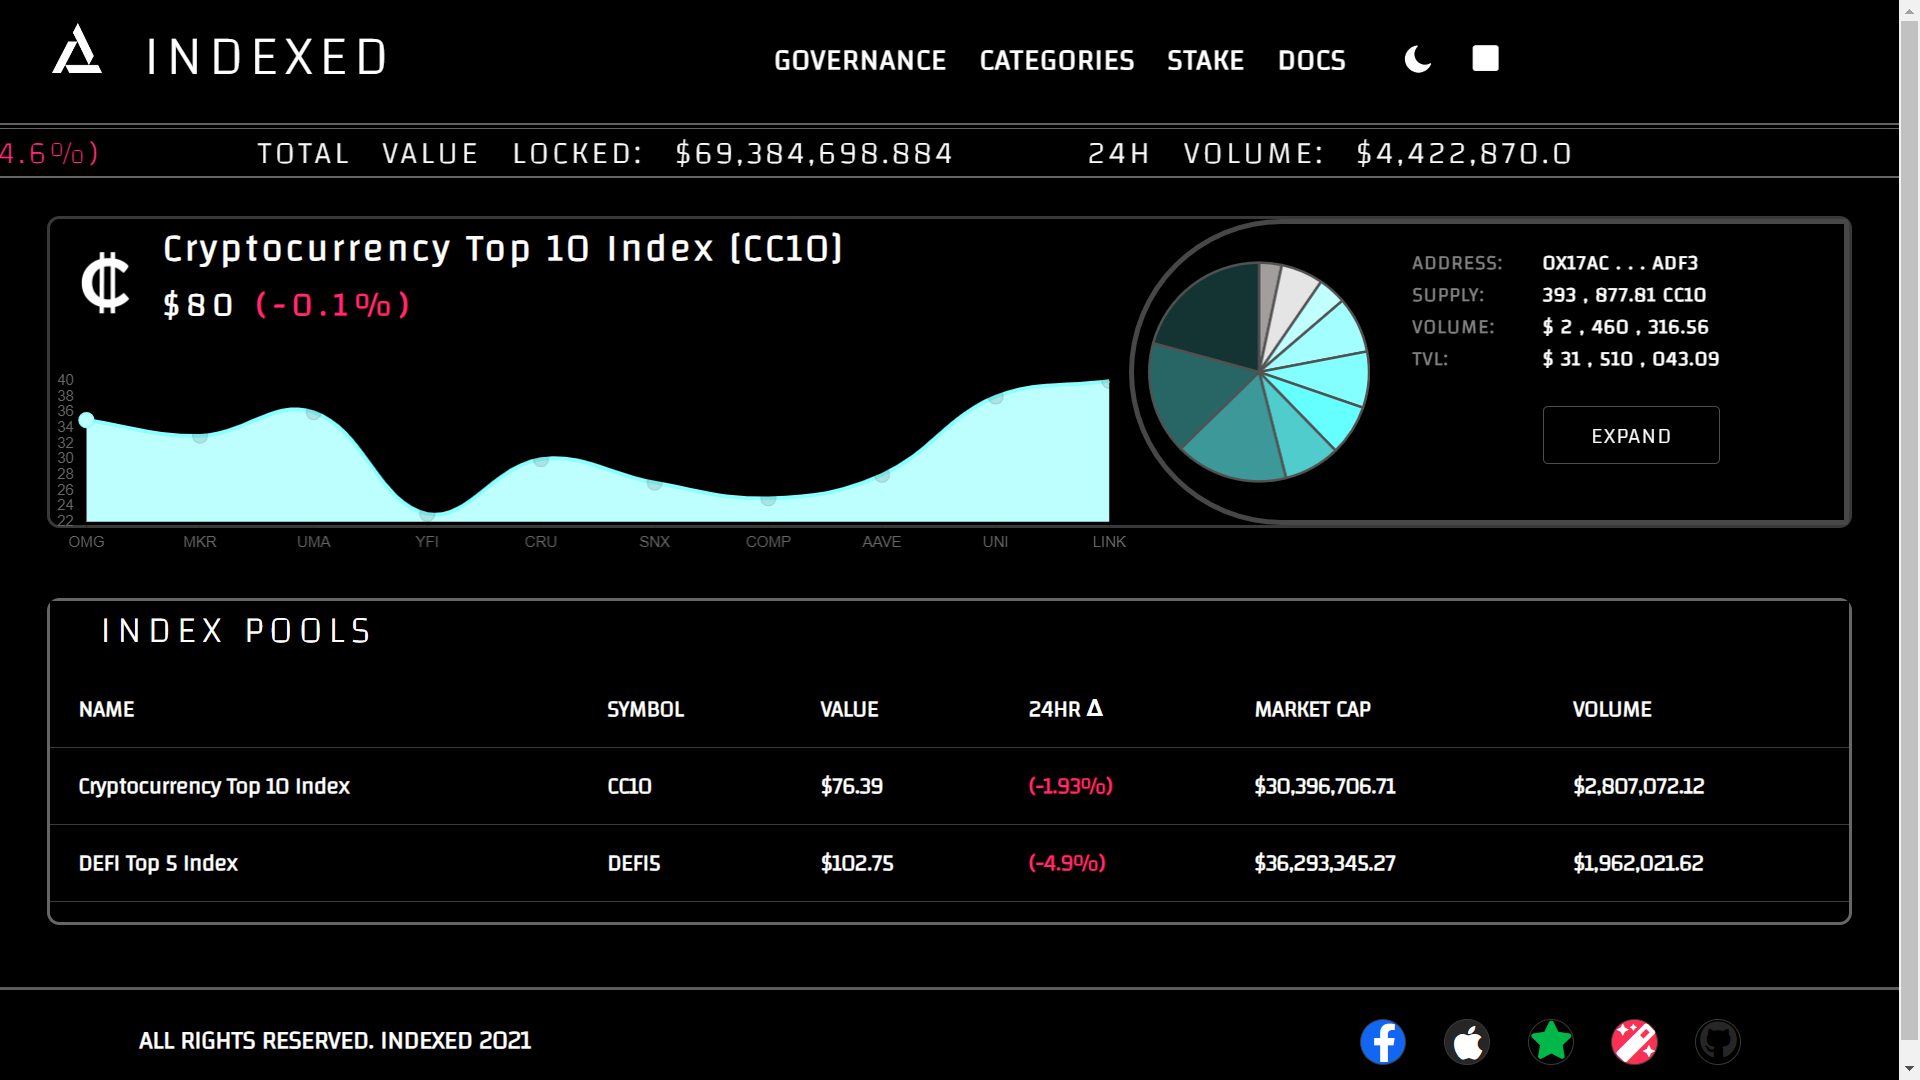 INDEXED
GOVERNANCE CATEGORIES STAKE DOCS
4.6%) TOTAL VALUE LOCKED: $69,384,698.884 24H VOLUME: $4,422,870.0
Cryptocurrency Top 10 Index [CC10]
$80 (-0.1%)
ADDRESS: 0X17AC . . . ADF3
SUPPLY: 393 , 877.81 CC10
VOLUME: $ 2 , 460 , 316.56
TVL: $ 31 , 510 , 043.09
EXPAND
40
38
36
34
32
30
28
26
24
22
OMG MKR UMA YFI CRU SNX COMP AAVE UNI LINK
INDEX POOLS
NAME SYMBOL VALUE 24HR Δ MARKET CAP VOLUME
Cryptocurrency Top 10 Index CC10 $76.39 (-1.93%) $30,396,706.71 $2,807,072.12
DEFI Top 5 Index DEFI5 $102.75 (-4.9%) $36,293,345.27 $1,962,021.62
ALL RIGHTS RESERVED. INDEXED 2021